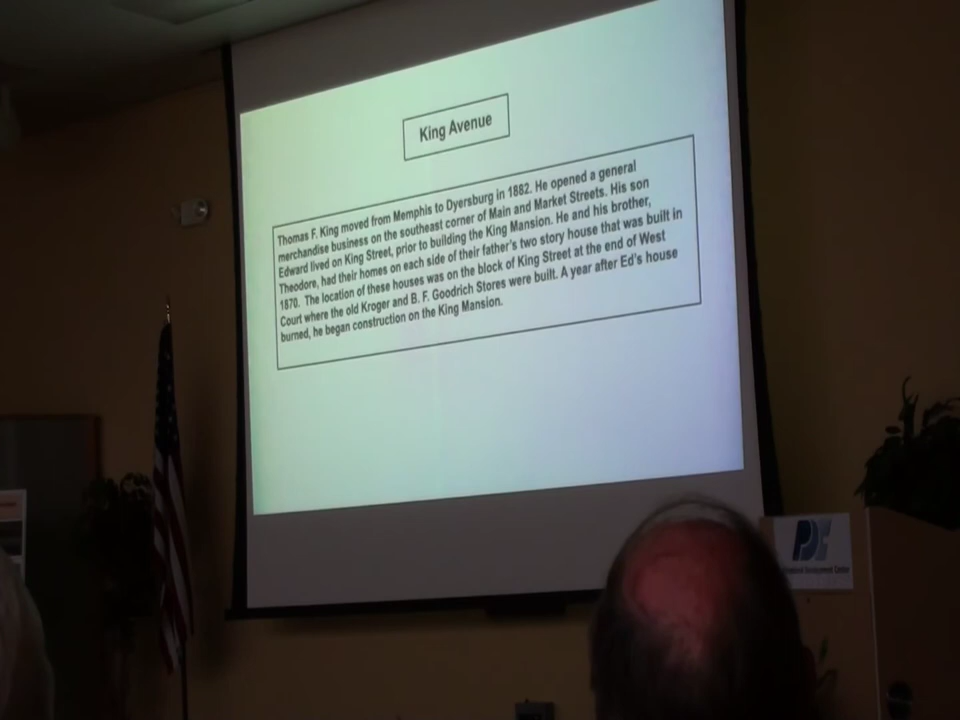 King Avenue
Thomas F. King moved from Memphis to Dyersburg in 1882. He opened a general
merchandise business on the southeast corner of Main and Market Streets. His son
Edward lived on King Street, prior to building the King Mansion. He and his brother,
Theodore, had their homes on each side of their father's two story house that was built in
1870. The location of these houses was on the block of King Street at the end of West
Court where the old Kroger and B. F. Goodrich Stores were built. A year after Ed's house
burned, he began construction on the King Mansion.
Development Center